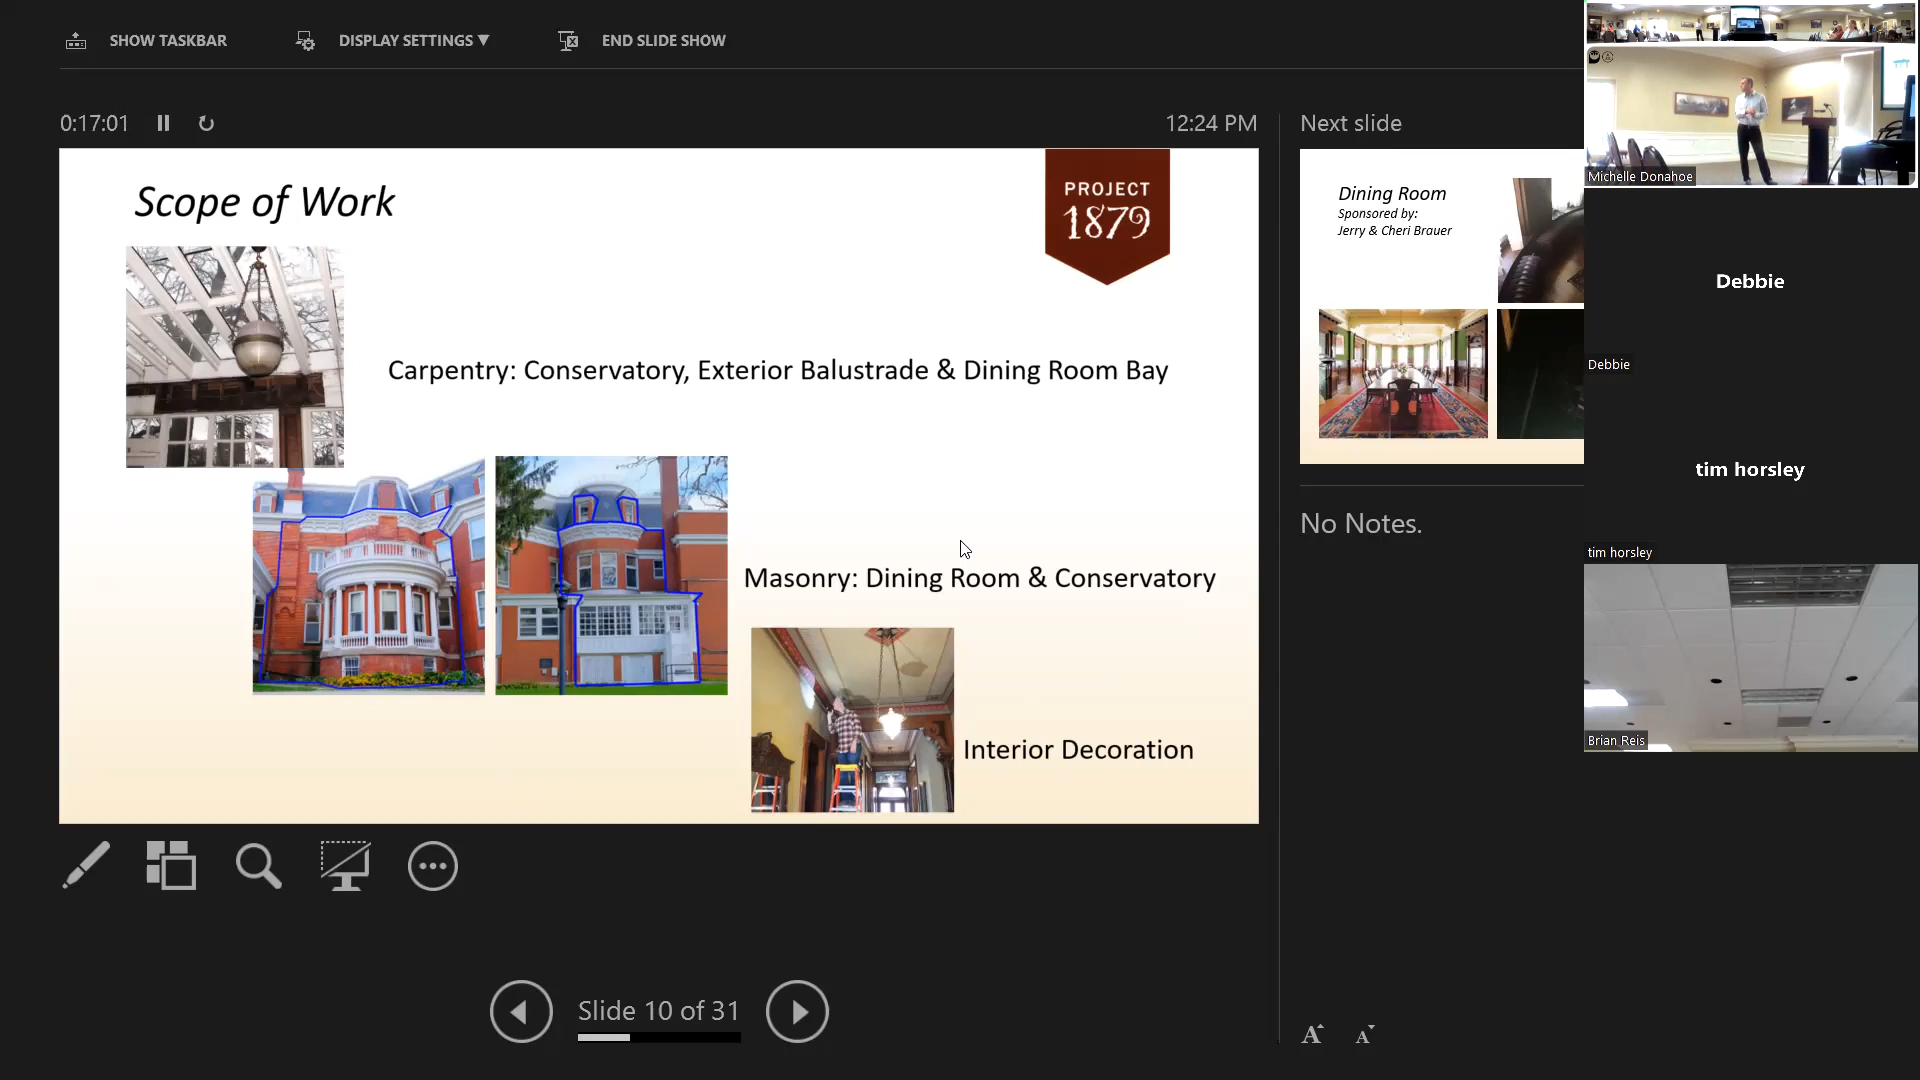 SHOW TASKBAR
DISPLAY SETTINGS ▼
END SLIDE SHOW
0:17:01
12:24 PM
Next slide
Scope of Work
PROJECT
1879
Carpentry: Conservatory, Exterior Balustrade & Dining Room Bay
Masonry: Dining Room & Conservatory
Interior Decoration
Dining Room
Sponsored by:
Jerry & Cheri Brauer
No Notes.
Slide 10 of 31
A A
Michelle Donahoe
Debbie
Debbie
tim horsley
tim horsley
Brian Reis